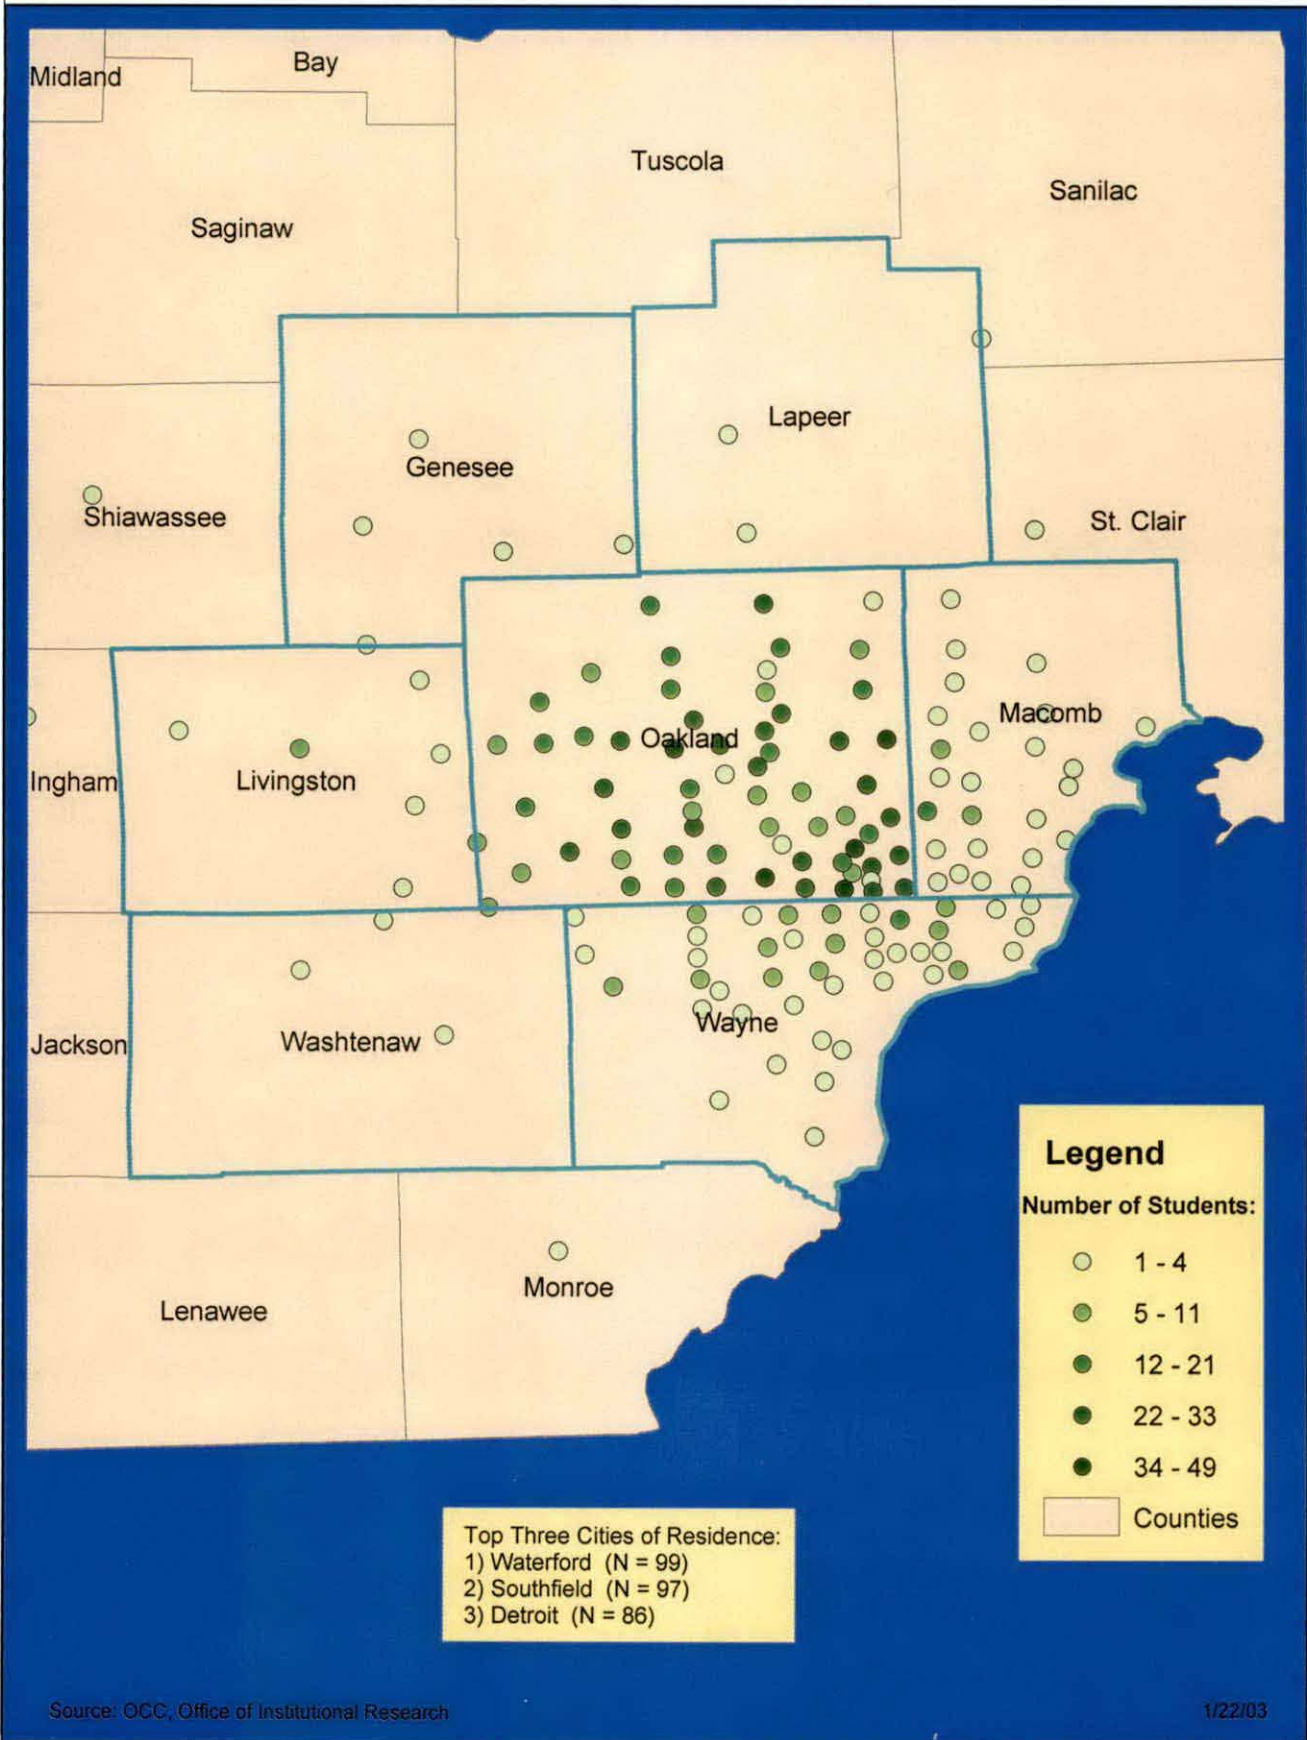 Midland
Bay
Tuscola
Sanilac
Saginaw
Lapeer
Genesee
Shiawassee
St. Clair
Macomb
Oakland
Ingham
Livingston
Wayne
Jackson
Washtenaw
Monroe
Lenawee
Legend
Number of Students:
1 - 4
5 - 11
12 - 21
22 - 33
34 - 49
Counties
Top Three Cities of Residence:
1) Waterford (N = 99)
2) Southfield (N = 97)
3) Detroit (N = 86)
Source: OCC, Office of Institutional Research
1/22/03